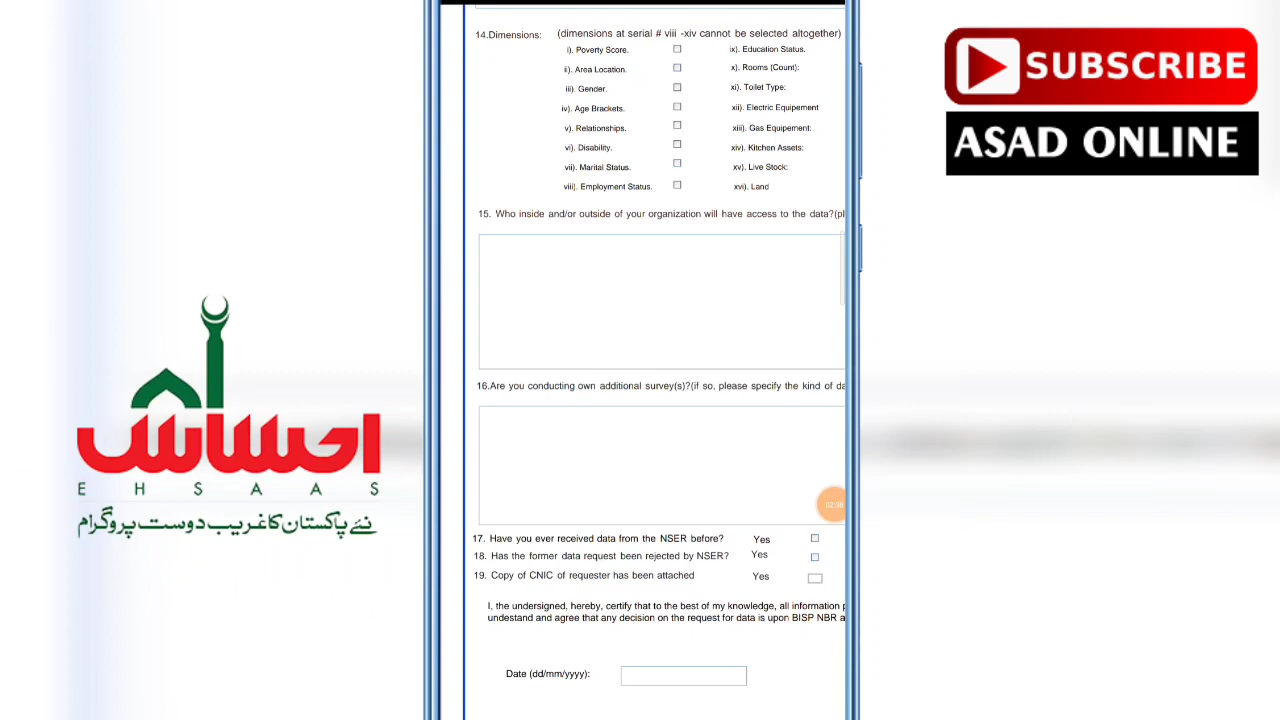 14.Dimensions: (dimensions at serial # viii -xiv cannot be selected altogether)
i). Poverty Score. ix). Education Status.
ii). Area Location. x). Rooms (Count):
iii). Gender. xi). Toilet Type:
iv). Age Brackets. xii). Electric Equipement
v). Relationships. xiii). Gas Equipement:
vi). Disability. xiv). Kitchen Assets:
vii). Marital Status. xv). Live Stock:
viii). Employment Status. xvi). Land
15. Who inside and/or outside of your organization will have access to the data?(pl
16.Are you conducting own additional survey(s)?(if so, please specify the kind of da
02:38
17. Have you ever received data from the NSER before? Yes
18. Has the former data request been rejected by NSER? Yes
19. Copy of CNIC of requester has been attached Yes
I, the undersigned, hereby, certify that to the best of my knowledge, all information p
undestand and agree that any decision on the request for data is upon BISP NBR a
Date (dd/mm/yyyy):
SUBSCRIBE
ASAD ONLINE
احساس
EHSAAS
نئے پاکستان کا غریب دوست پروگرام